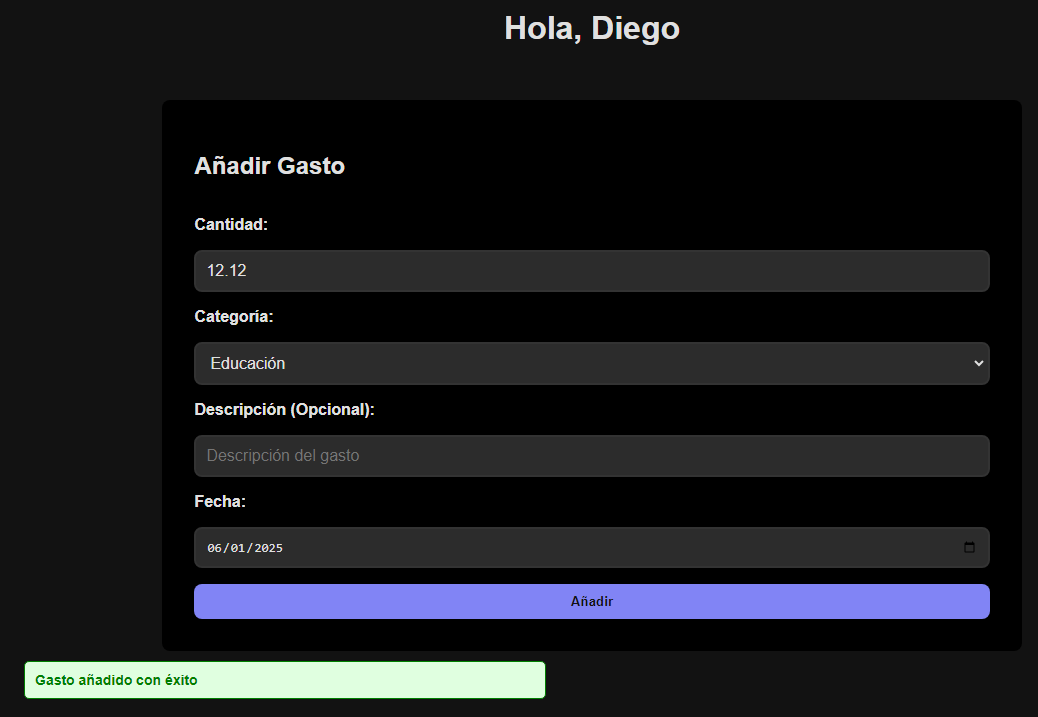 Hola, Diego
Añadir Gasto
Cantidad:
12.12
Categoría:
Educación
Descripción (Opcional):
Descripción del gasto
Fecha:
06/01/2025
Añadir
Gasto añadido con éxito